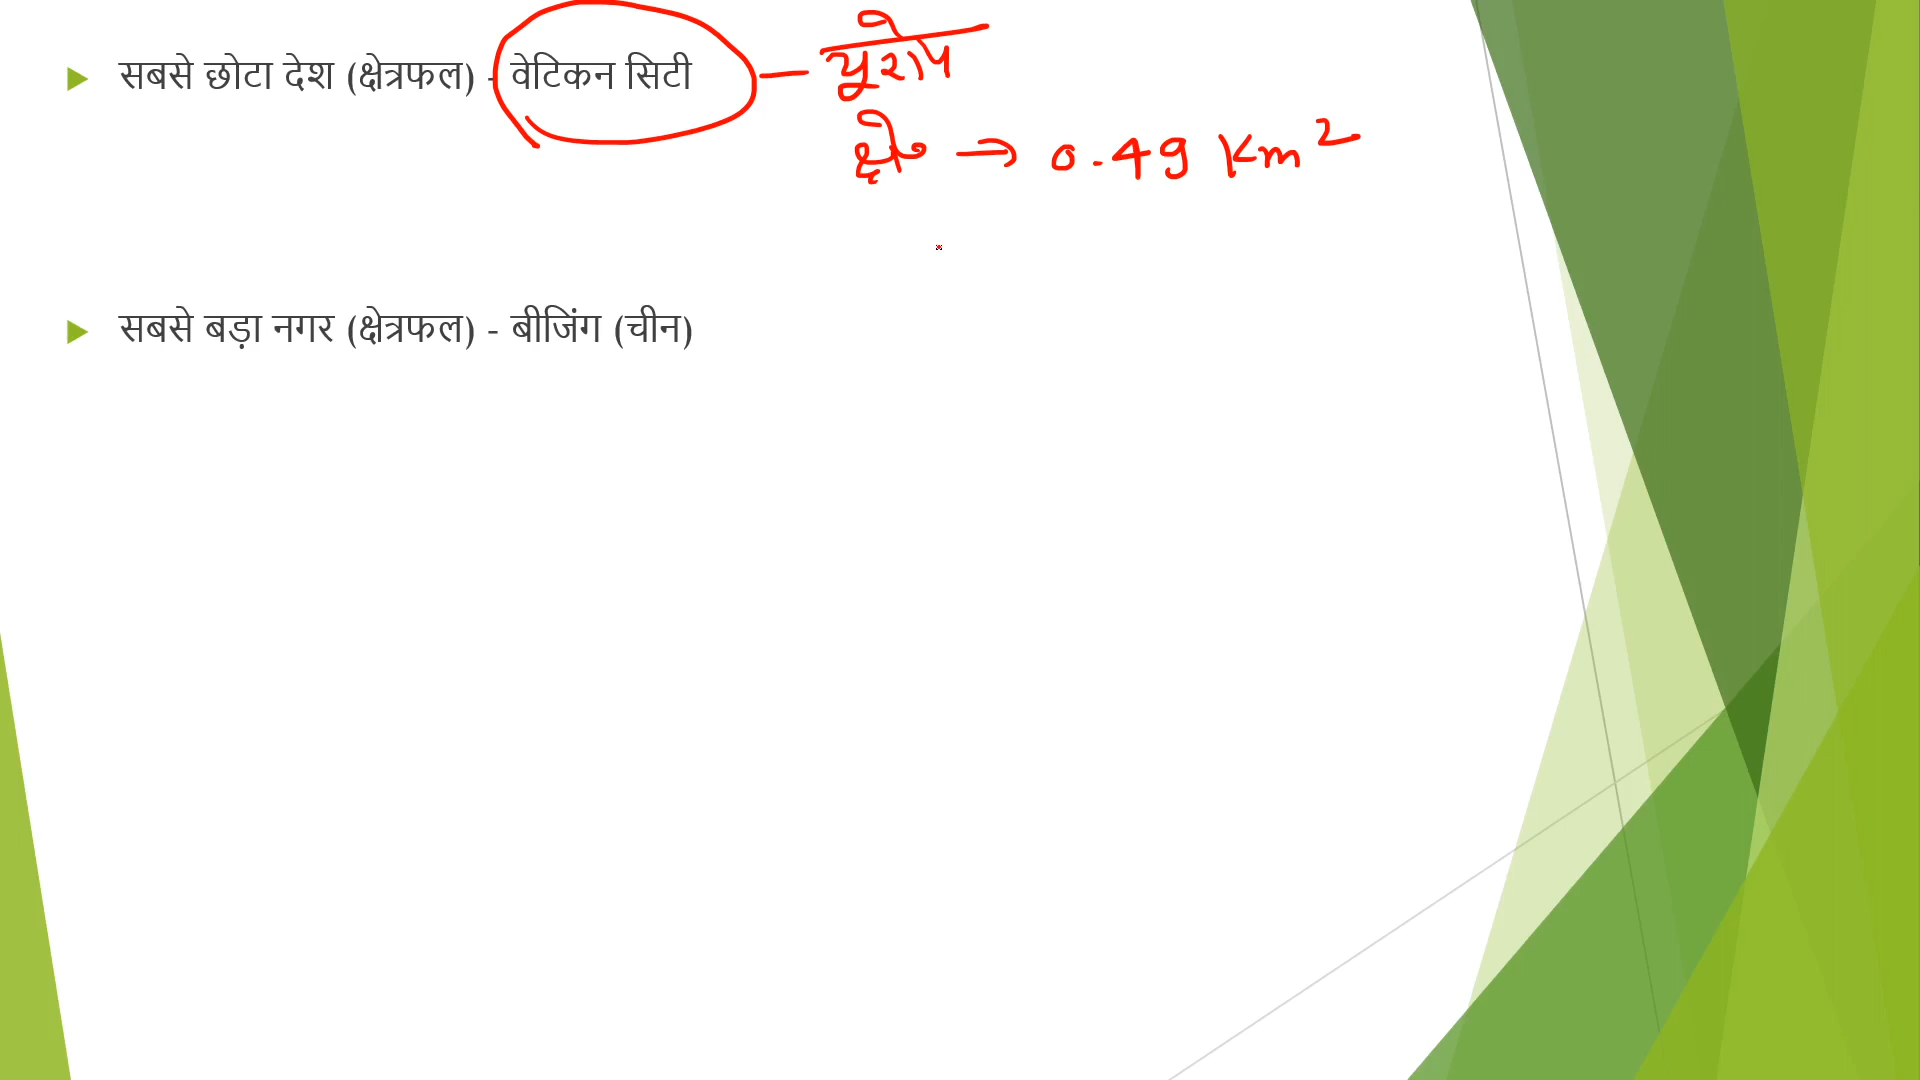 सबसे छोटा देश (क्षेत्रफल) - वेटिकन सिटी - यूरोप
क्षे० → 0.49 Km²
सबसे बड़ा नगर (क्षेत्रफल) - बीजिंग (चीन)